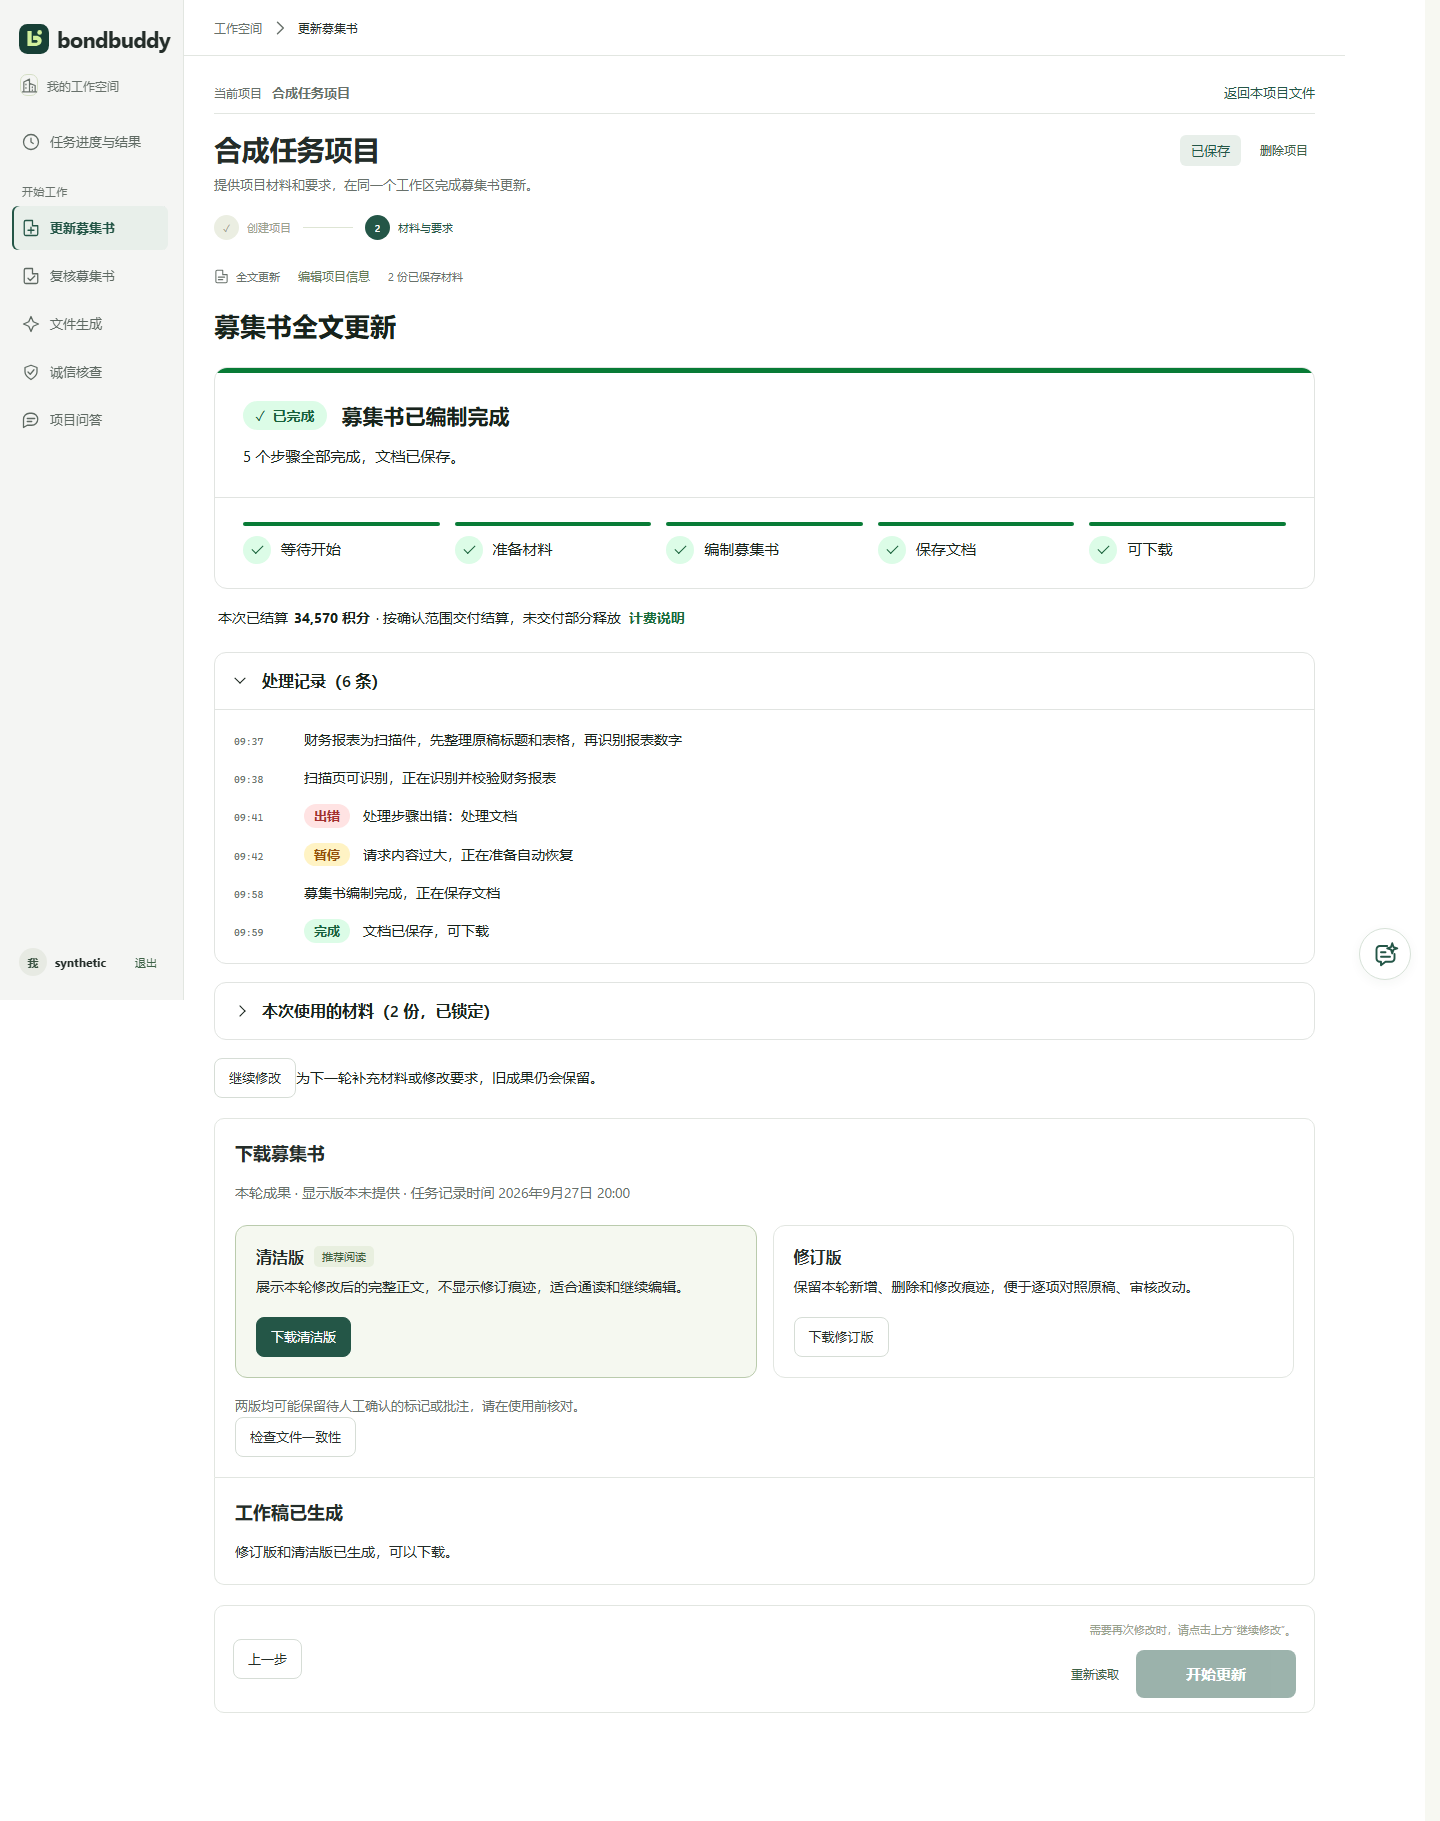 bondbuddy
我的工作空间
任务进度与结果
开始工作
更新募集书
复核募集书
文件生成
诚信核查
项目问答
我 synthetic 退出
工作空间 更新募集书
当前项目 合成任务项目 返回本项目文件
合成任务项目 已保存 删除项目
提供项目材料和要求，在同一个工作区完成募集书更新。
创建项目 2 材料与要求
全文更新 编辑项目信息 2 份已保存材料
募集书全文更新
已完成 募集书已编制完成
5 个步骤全部完成，文档已保存。
等待开始 准备材料 编制募集书 保存文档 可下载
本次已结算 34,570 积分 · 按确认范围交付结算，未交付部分释放 计费说明
处理记录（6 条）
09:37 财务报表为扫描件，先整理原稿标题和表格，再识别报表数字
09:38 扫描页可识别，正在识别并校验财务报表
09:41 出错 处理步骤出错：处理文档
09:42 暂停 请求内容过大，正在准备自动恢复
09:58 募集书编制完成，正在保存文档
09:59 完成 文档已保存，可下载
本次使用的材料（2 份，已锁定）
继续修改 为下一轮补充材料或修改要求，旧成果仍会保留。
下载募集书
本轮成果 · 显示版本未提供 · 任务记录时间 2026年9月27日 20:00
清洁版 推荐阅读
展示本轮修改后的完整正文，不显示修订痕迹，适合通读和继续编辑。
下载清洁版
修订版
保留本轮新增、删除和修改痕迹，便于逐项对照原稿、审核改动。
下载修订版
两版均可能保留待人工确认的标记或批注，请在使用前核对。
检查文件一致性
工作稿已生成
修订版和清洁版已生成，可以下载。
需要再次修改时，请点击上方“继续修改”。
上一步 重新读取 开始更新